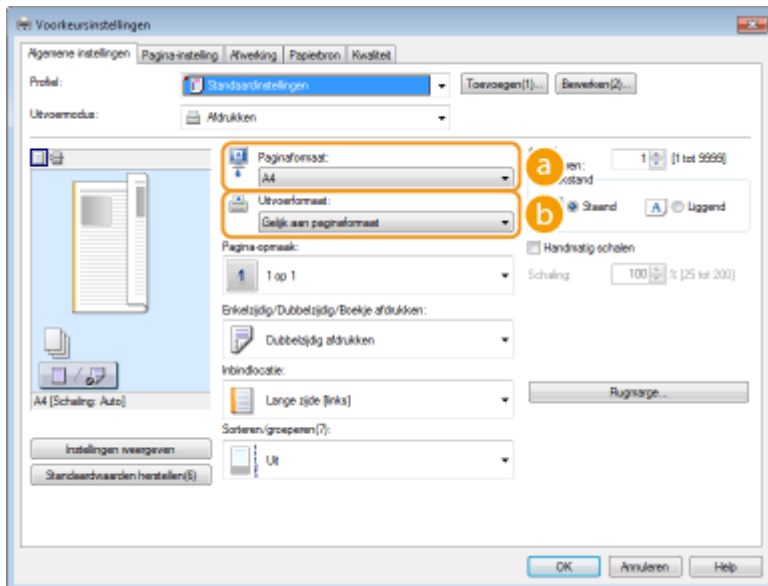 Voorkeursinstellingen
Algemene instellingen Pagina-instelling Afwerking Papierbron Kwaliteit
Profiel: Standaardinstellingen Toevoegen(1)... Bewerken(2)...
Uitvoermodus: Afdrukken
Paginaformaat:
A4
a
ren: 1 [1 tot 9999]
Uitvoerformaat:
Gelijk aan paginaformaat
b
stand
Staand A Liggend
Pagina-opmaak:
1 1 op 1
Handmatig schalen
Schaling: 100 % [25 tot 200]
Enkelzijdig/Dubbelzijdig/Boekje afdrukken:
Dubbelzijdig afdrukken
Inbindlocatie:
Lange zijde [links]
Rugmarge...
A4 [Schaling: Auto]
Sorteren/groeperen(7):
Uit
Instellingen weergeven
Standaardwaarden herstellen(6)
OK Annuleren Help